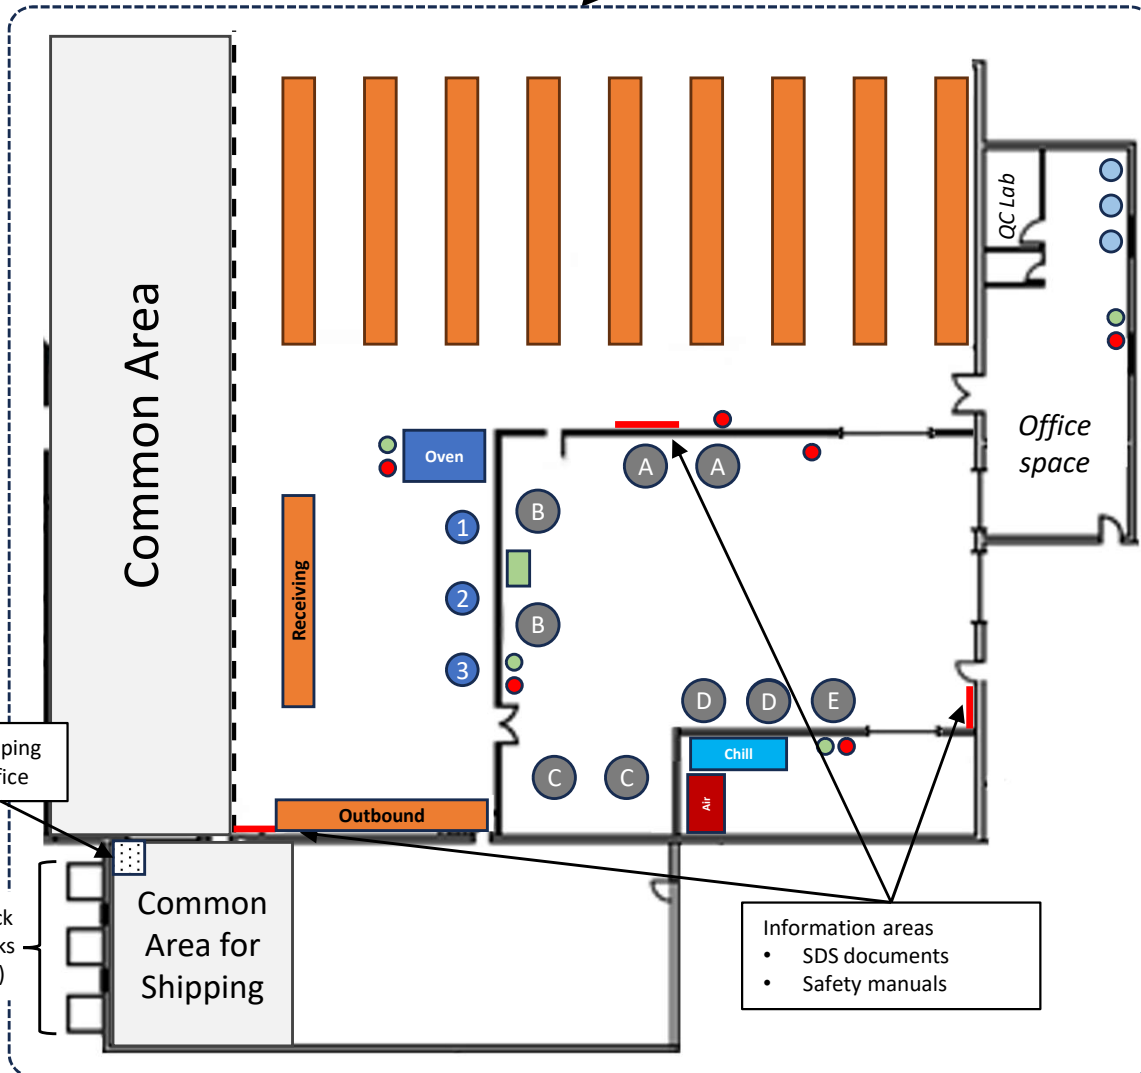 Common Area
QC Lab
Office
space
Oven
A
A
B
1
Receiving
2
B
3
D
D
E
Chill
Air
C
C
Outbound
Common
Area for
Shipping
Information areas
• SDS documents
• Safety manuals